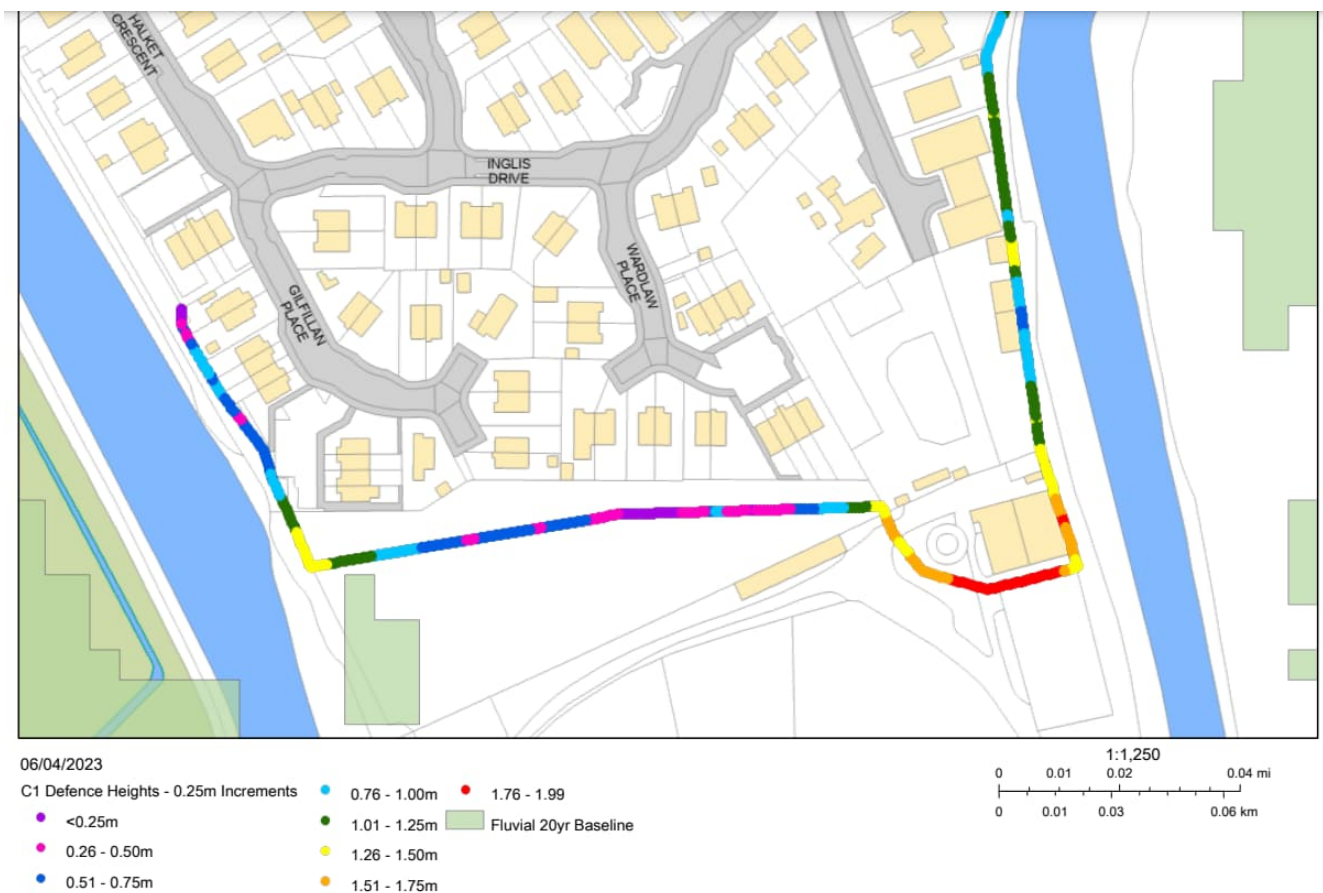 HALKET
CRESCENT
INGLIS
DRIVE
WARDLAW
PLACE
GILFILLAN
PLACE
06/04/2023
C1 Defence Heights - 0.25m Increments
<0.25m
0.26 - 0.50m
0.51 - 0.75m
0.76 - 1.00m
1.01 - 1.25m
1.26 - 1.50m
1.51 - 1.75m
1.76 - 1.99
Fluvial 20yr Baseline
1:1,250
0 0.01 0.02 0.04 mi
0 0.01 0.03 0.06 km